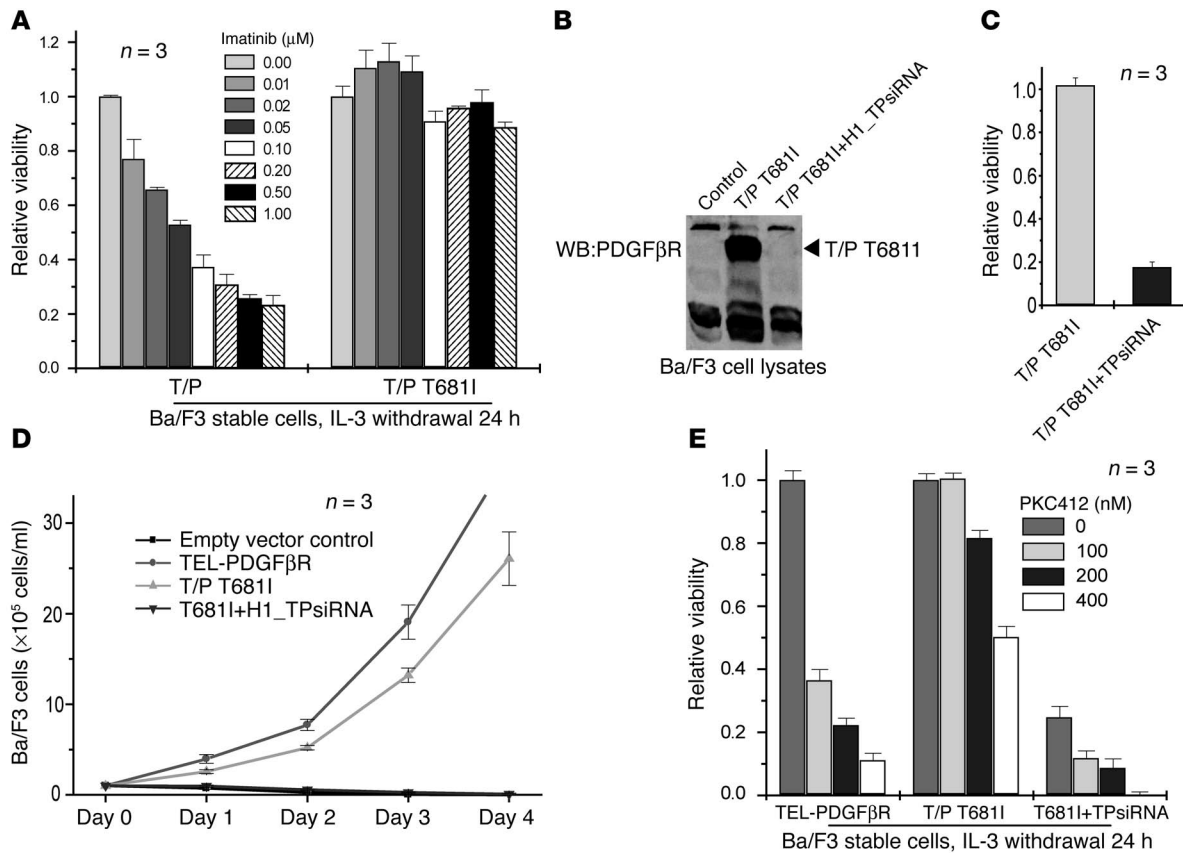 A
n = 3
Imatinib (μM)
0.00
0.01
0.02
0.05
0.10
0.20
0.50
1.00
1.2
1.0
0.8
0.6
0.4
0.2
0.0
Relative viability
T/P
T/P T681I
Ba/F3 stable cells, IL-3 withdrawal 24 h
B
Control
T/P T681I
T/P T681I+H1_TPsiRNA
WB:PDGFβR
T/P T6811
Ba/F3 cell lysates
C
n = 3
1.0
0.8
0.6
0.4
0.2
0
Relative viability
T/P T681I
T/P T681I+TPsiRNA
D
n = 3
Empty vector control
TEL-PDGFβR
T/P T681I
T681I+H1_TPsiRNA
30
20
10
0
Ba/F3 cells (×10⁵ cells/ml)
Day 0
Day 1
Day 2
Day 3
Day 4
E
n = 3
PKC412 (nM)
0
100
200
400
1.0
0.8
0.6
0.4
0.2
0.0
Relative viability
TEL-PDGFβR
T/P T681I
T681I+TPsiRNA
Ba/F3 stable cells, IL-3 withdrawal 24 h